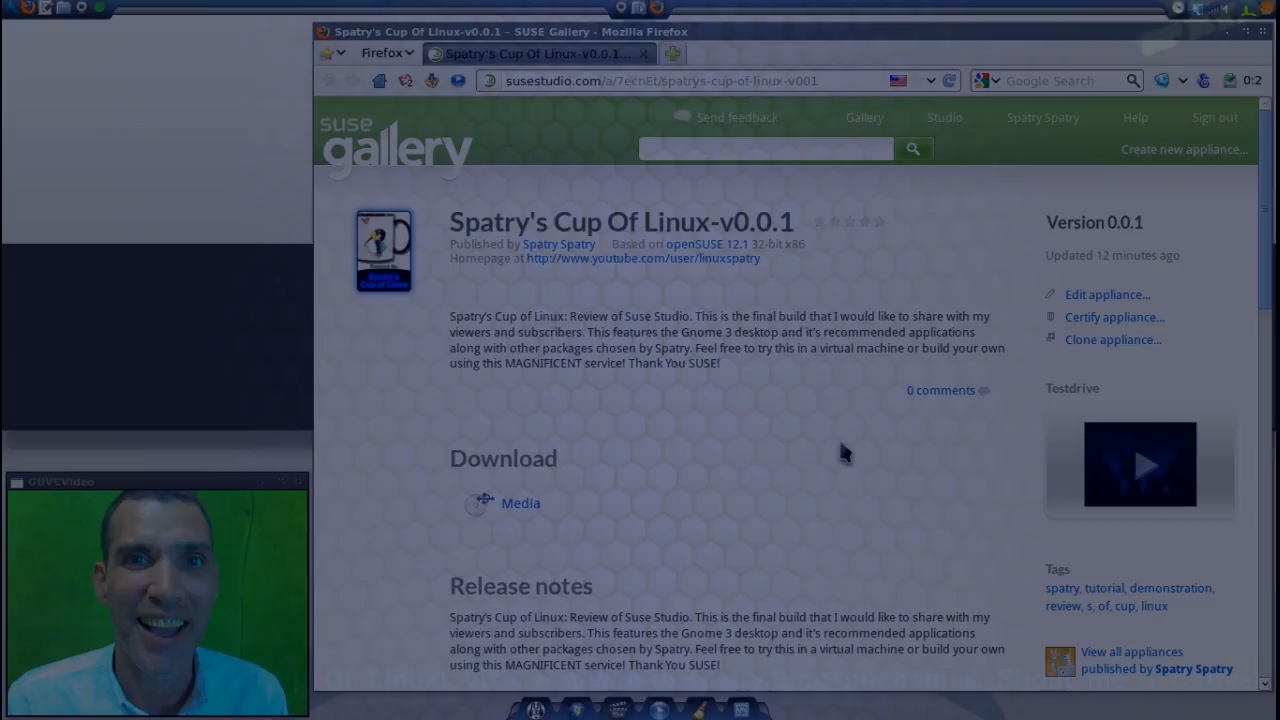 Spatry's Cup Of Linux-v0.0.1 - SUSE Gallery - Mozilla Firefox
Firefox
Spatry's Cup Of Linux-v0.0.1...
susestudio.com/a/7ecnEt/spatrys-cup-of-linux-v001
Google Search
0:2
suse
gallery
Send feedback
Gallery
Studio
Spatry Spatry
Help
Sign out
Create new appliance...
Spatry's Cup Of Linux-v0.0.1
Published by Spatry Spatry Based on openSUSE 12.1 32-bit x86
Homepage at http://www.youtube.com/user/linuxspatry
Spatry's Cup of Linux: Review of Suse Studio. This is the final build that I would like to share with my
viewers and subscribers. This features the Gnome 3 desktop and it's recommended applications
along with other packages chosen by Spatry. Feel free to try this in a virtual machine or build your own
using this MAGNIFICENT service! Thank You SUSE!
0 comments
Download
Media
Release notes
Spatry's Cup of Linux: Review of Suse Studio. This is the final build that I would like to share with my
viewers and subscribers. This features the Gnome 3 desktop and it's recommended applications
along with other packages chosen by Spatry. Feel free to try this in a virtual machine or build your own
using this MAGNIFICENT service! Thank You SUSE!
Version 0.0.1
Updated 12 minutes ago
Edit appliance...
Certify appliance...
Clone appliance...
Testdrive
Tags
spatry, tutorial, demonstration,
review, s, of, cup, linux
View all appliances
published by Spatry Spatry
GUVCVideo